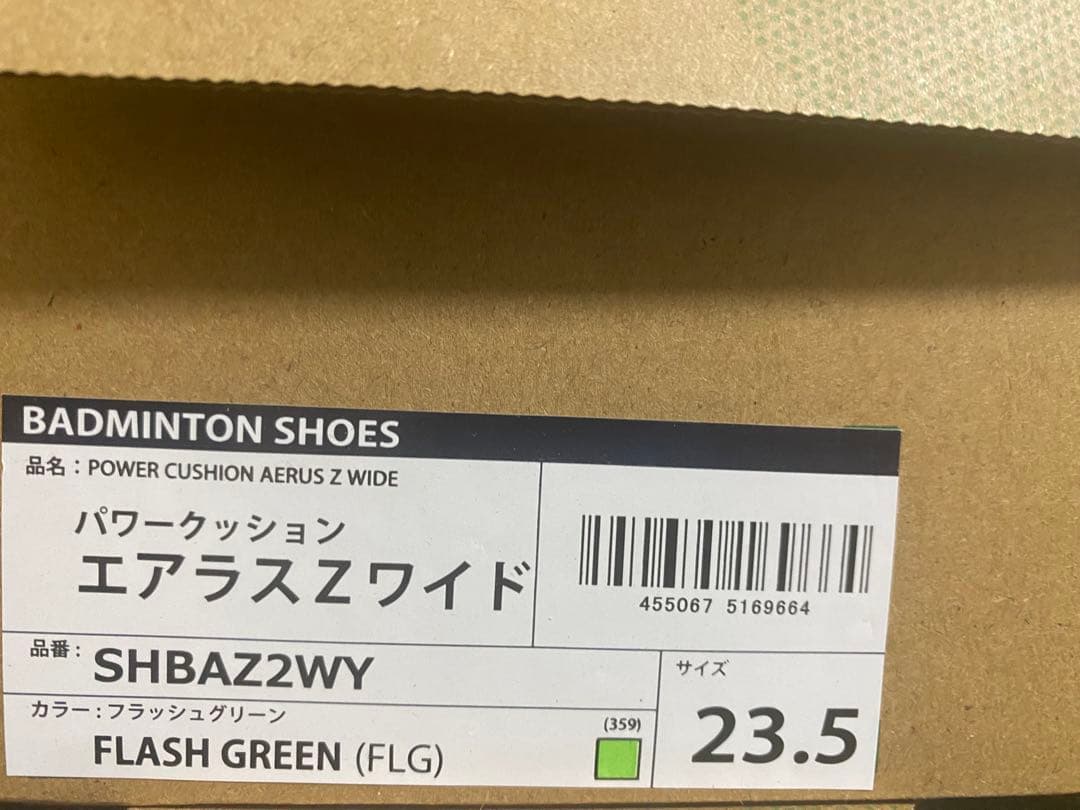 BADMINTON SHOES
品名：POWER CUSHION AERUS Z WIDE
パワークッション
エアラスZワイド
455067 5169664
品番：SHBAZ2WY
サイズ
23.5
カラー：フラッシュグリーン
(359)
FLASH GREEN (FLG)